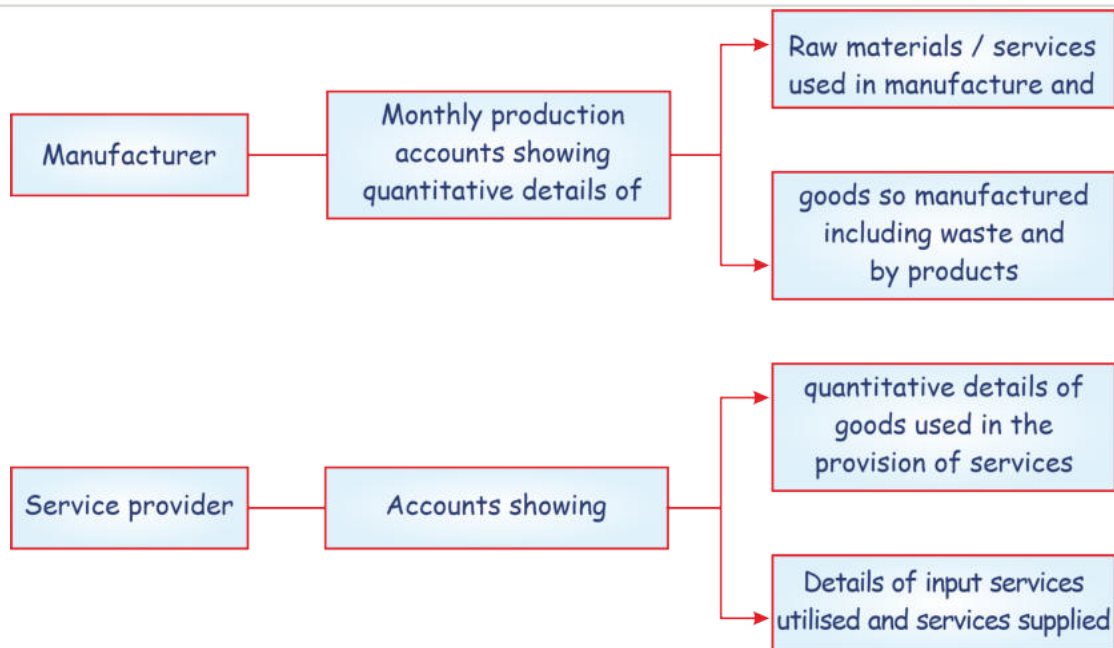 Manufacturer
Monthly production
accounts showing
quantitative details of
Raw materials / services
used in manufacture and
goods so manufactured
including waste and
by products
Service provider
Accounts showing
quantitative details of
goods used in the
provision of services
Details of input services
utilised and services supplied